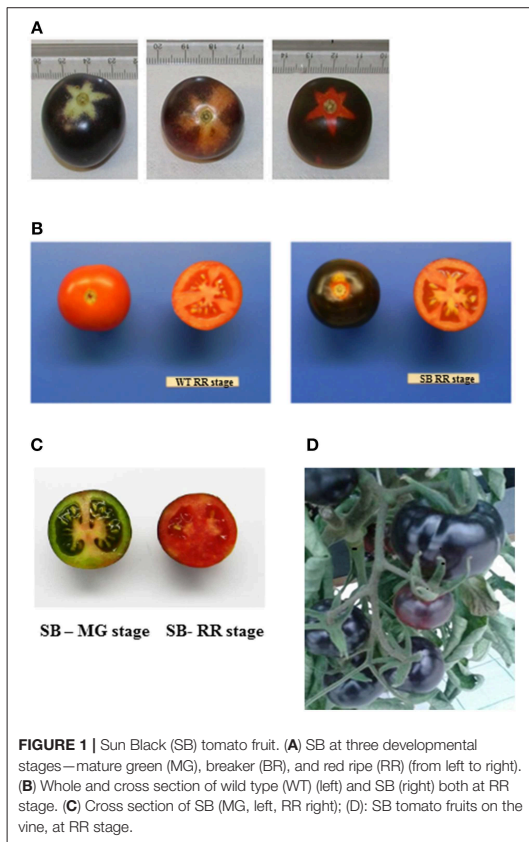 A
B
WT RR stage
SB RR stage
C
D
SB – MG stage
SB- RR stage
FIGURE 1 | Sun Black (SB) tomato fruit. (A) SB at three developmental
stages—mature green (MG), breaker (BR), and red ripe (RR) (from left to right).
(B) Whole and cross section of wild type (WT) (left) and SB (right) both at RR
stage. (C) Cross section of SB (MG, left, RR right); (D): SB tomato fruits on the
vine, at RR stage.